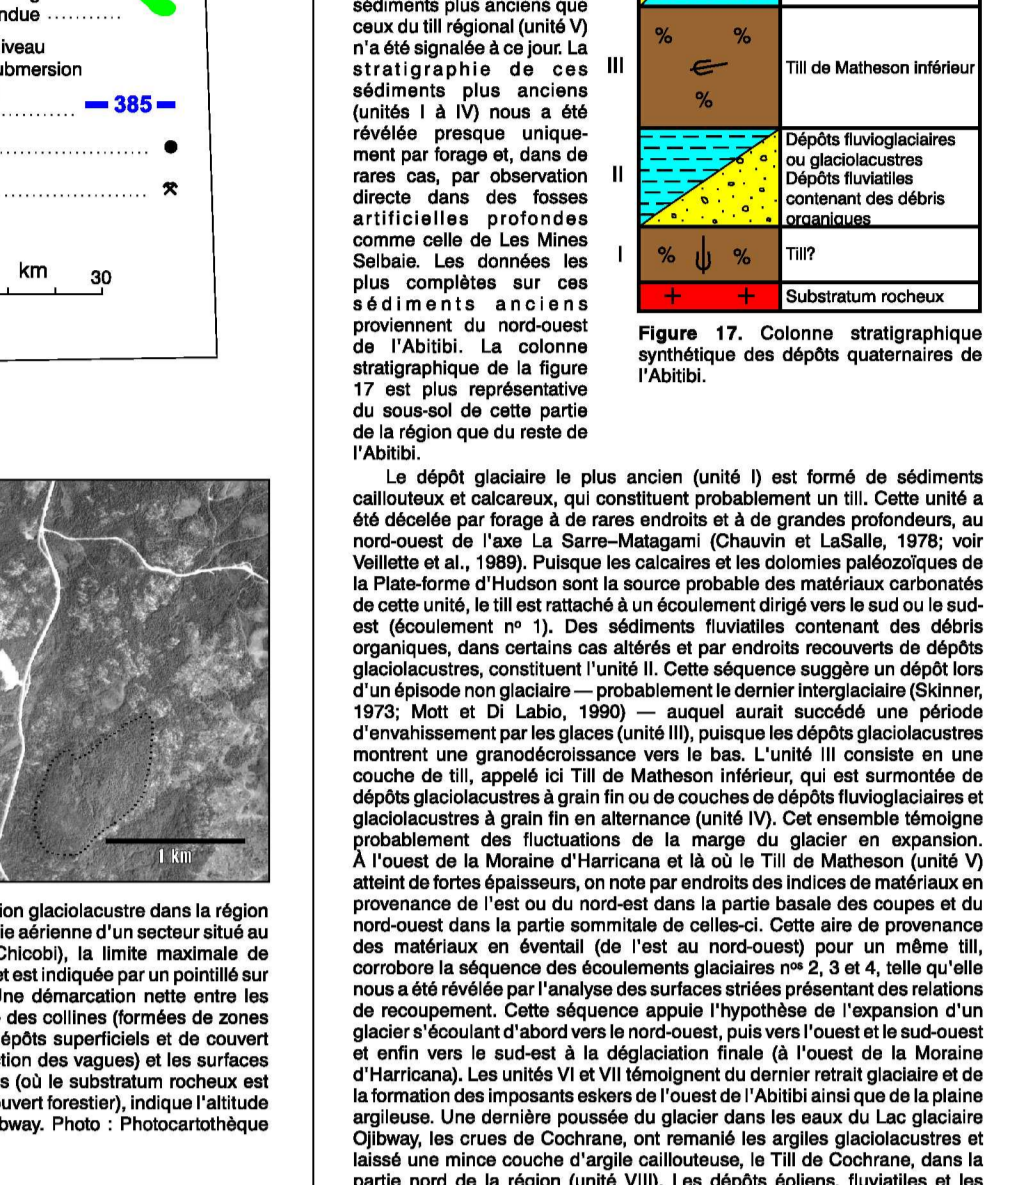 ndue ..........
iveau
ubmersion
............ 385
......................
......................
km 30
1 km
ion glaciolacustre dans la région
ie aérienne d'un secteur situé au
Chicobi), la limite maximale de
et est indiquée par un pointillé sur
Une démarcation nette entre les
des collines (formées de zones
épôts superficiels et de couvert
ction des vagues) et les surfaces
s (où le substratum rocheux est
ouvert forestier), indique l'altitude
bway. Photo : Photocartothèque
sédiments plus anciens que
ceux du till régional (unité V)
n'a été signalée à ce jour. La
stratigraphie de ces
sédiments plus anciens
(unités I à IV) nous a été
révélée presque unique-
ment par forage et, dans de
rares cas, par observation
directe dans des fosses
artificielles profondes
comme celle de Les Mines
Selbaie. Les données les
plus complètes sur ces
sédiments anciens
proviennent du nord-ouest
de l'Abitibi. La colonne
stratigraphique de la figure
17 est plus représentative
du sous-sol de cette partie
de la région que du reste de
l'Abitibi.
III % % % Till de Matheson inférieur
II
Dépôts fluvioglaciaires
ou glaciolacustres
Dépôts fluviatiles
contenant des débris
organiques
I % % Till?
+ + Substratum rocheux
Figure 17. Colonne stratigraphique
synthétique des dépôts quaternaires de
l'Abitibi.
Le dépôt glaciaire le plus ancien (unité I) est formé de sédiments
caillouteux et calcareux, qui constituent probablement un till. Cette unité a
été décelée par forage à de rares endroits et à de grandes profondeurs, au
nord-ouest de l'axe La Sarre–Matagami (Chauvin et LaSalle, 1978; voir
Veillette et al., 1989). Puisque les calcaires et les dolomies paléozoïques de
la Plate-forme d'Hudson sont la source probable des matériaux carbonatés
de cette unité, le till est rattaché à un écoulement dirigé vers le sud ou le sud-
est (écoulement nº 1). Des sédiments fluviatiles contenant des débris
organiques, dans certains cas altérés et par endroits recouverts de dépôts
glaciolacustres, constituent l'unité II. Cette séquence suggère un dépôt lors
d'un épisode non glaciaire — probablement le dernier interglaciaire (Skinner,
1973; Mott et Di Labio, 1990) — auquel aurait succédé une période
d'envahissement par les glaces (unité III), puisque les dépôts glaciolacustres
montrent une granodécroissance vers le bas. L'unité III consiste en une
couche de till, appelé ici Till de Matheson inférieur, qui est surmontée de
dépôts glaciolacustres à grain fin ou de couches de dépôts fluvioglaciaires et
glaciolacustres à grain fin en alternance (unité IV). Cet ensemble témoigne
probablement des fluctuations de la marge du glacier en expansion.
À l'ouest de la Moraine d'Harricana et là où le Till de Matheson (unité V)
atteint de fortes épaisseurs, on note par endroits des indices de matériaux en
provenance de l'est ou du nord-est dans la partie basale des coupes et du
nord-ouest dans la partie sommitale de celles-ci. Cette aire de provenance
des matériaux en éventail (de l'est au nord-ouest) pour un même till,
corrobore la séquence des écoulements glaciaires nos 2, 3 et 4, telle qu'elle
nous a été révélée par l'analyse des surfaces striées présentant des relations
de recoupement. Cette séquence appuie l'hypothèse de l'expansion d'un
glacier s'écoulant d'abord vers le nord-ouest, puis vers l'ouest et le sud-ouest
et enfin vers le sud-est à la déglaciation finale (à l'ouest de la Moraine
d'Harricana). Les unités VI et VII témoignent du dernier retrait glaciaire et de
la formation des imposants eskers de l'ouest de l'Abitibi ainsi que de la plaine
argileuse. Une dernière poussée du glacier dans les eaux du Lac glaciaire
Ojibway, les crues de Cochrane, ont remanié les argiles glaciolacustres et
laissé une mince couche d'argile caillouteuse, le Till de Cochrane, dans la
partie nord de la région (unité VIII). Les dépôts éoliens, fluviatiles et les